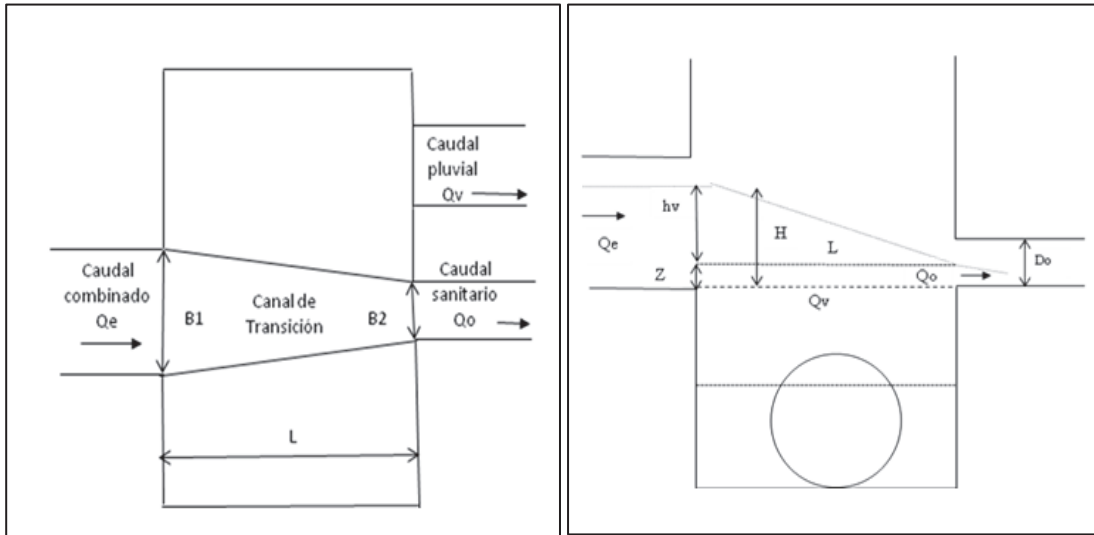 Caudal
pluvial
Qv
Caudal
combinado
Qe
B1
Canal de
Transición
B2
Caudal
sanitario
Qo
L
hv
H
L
Qe
Z
Qo
Do
Qv